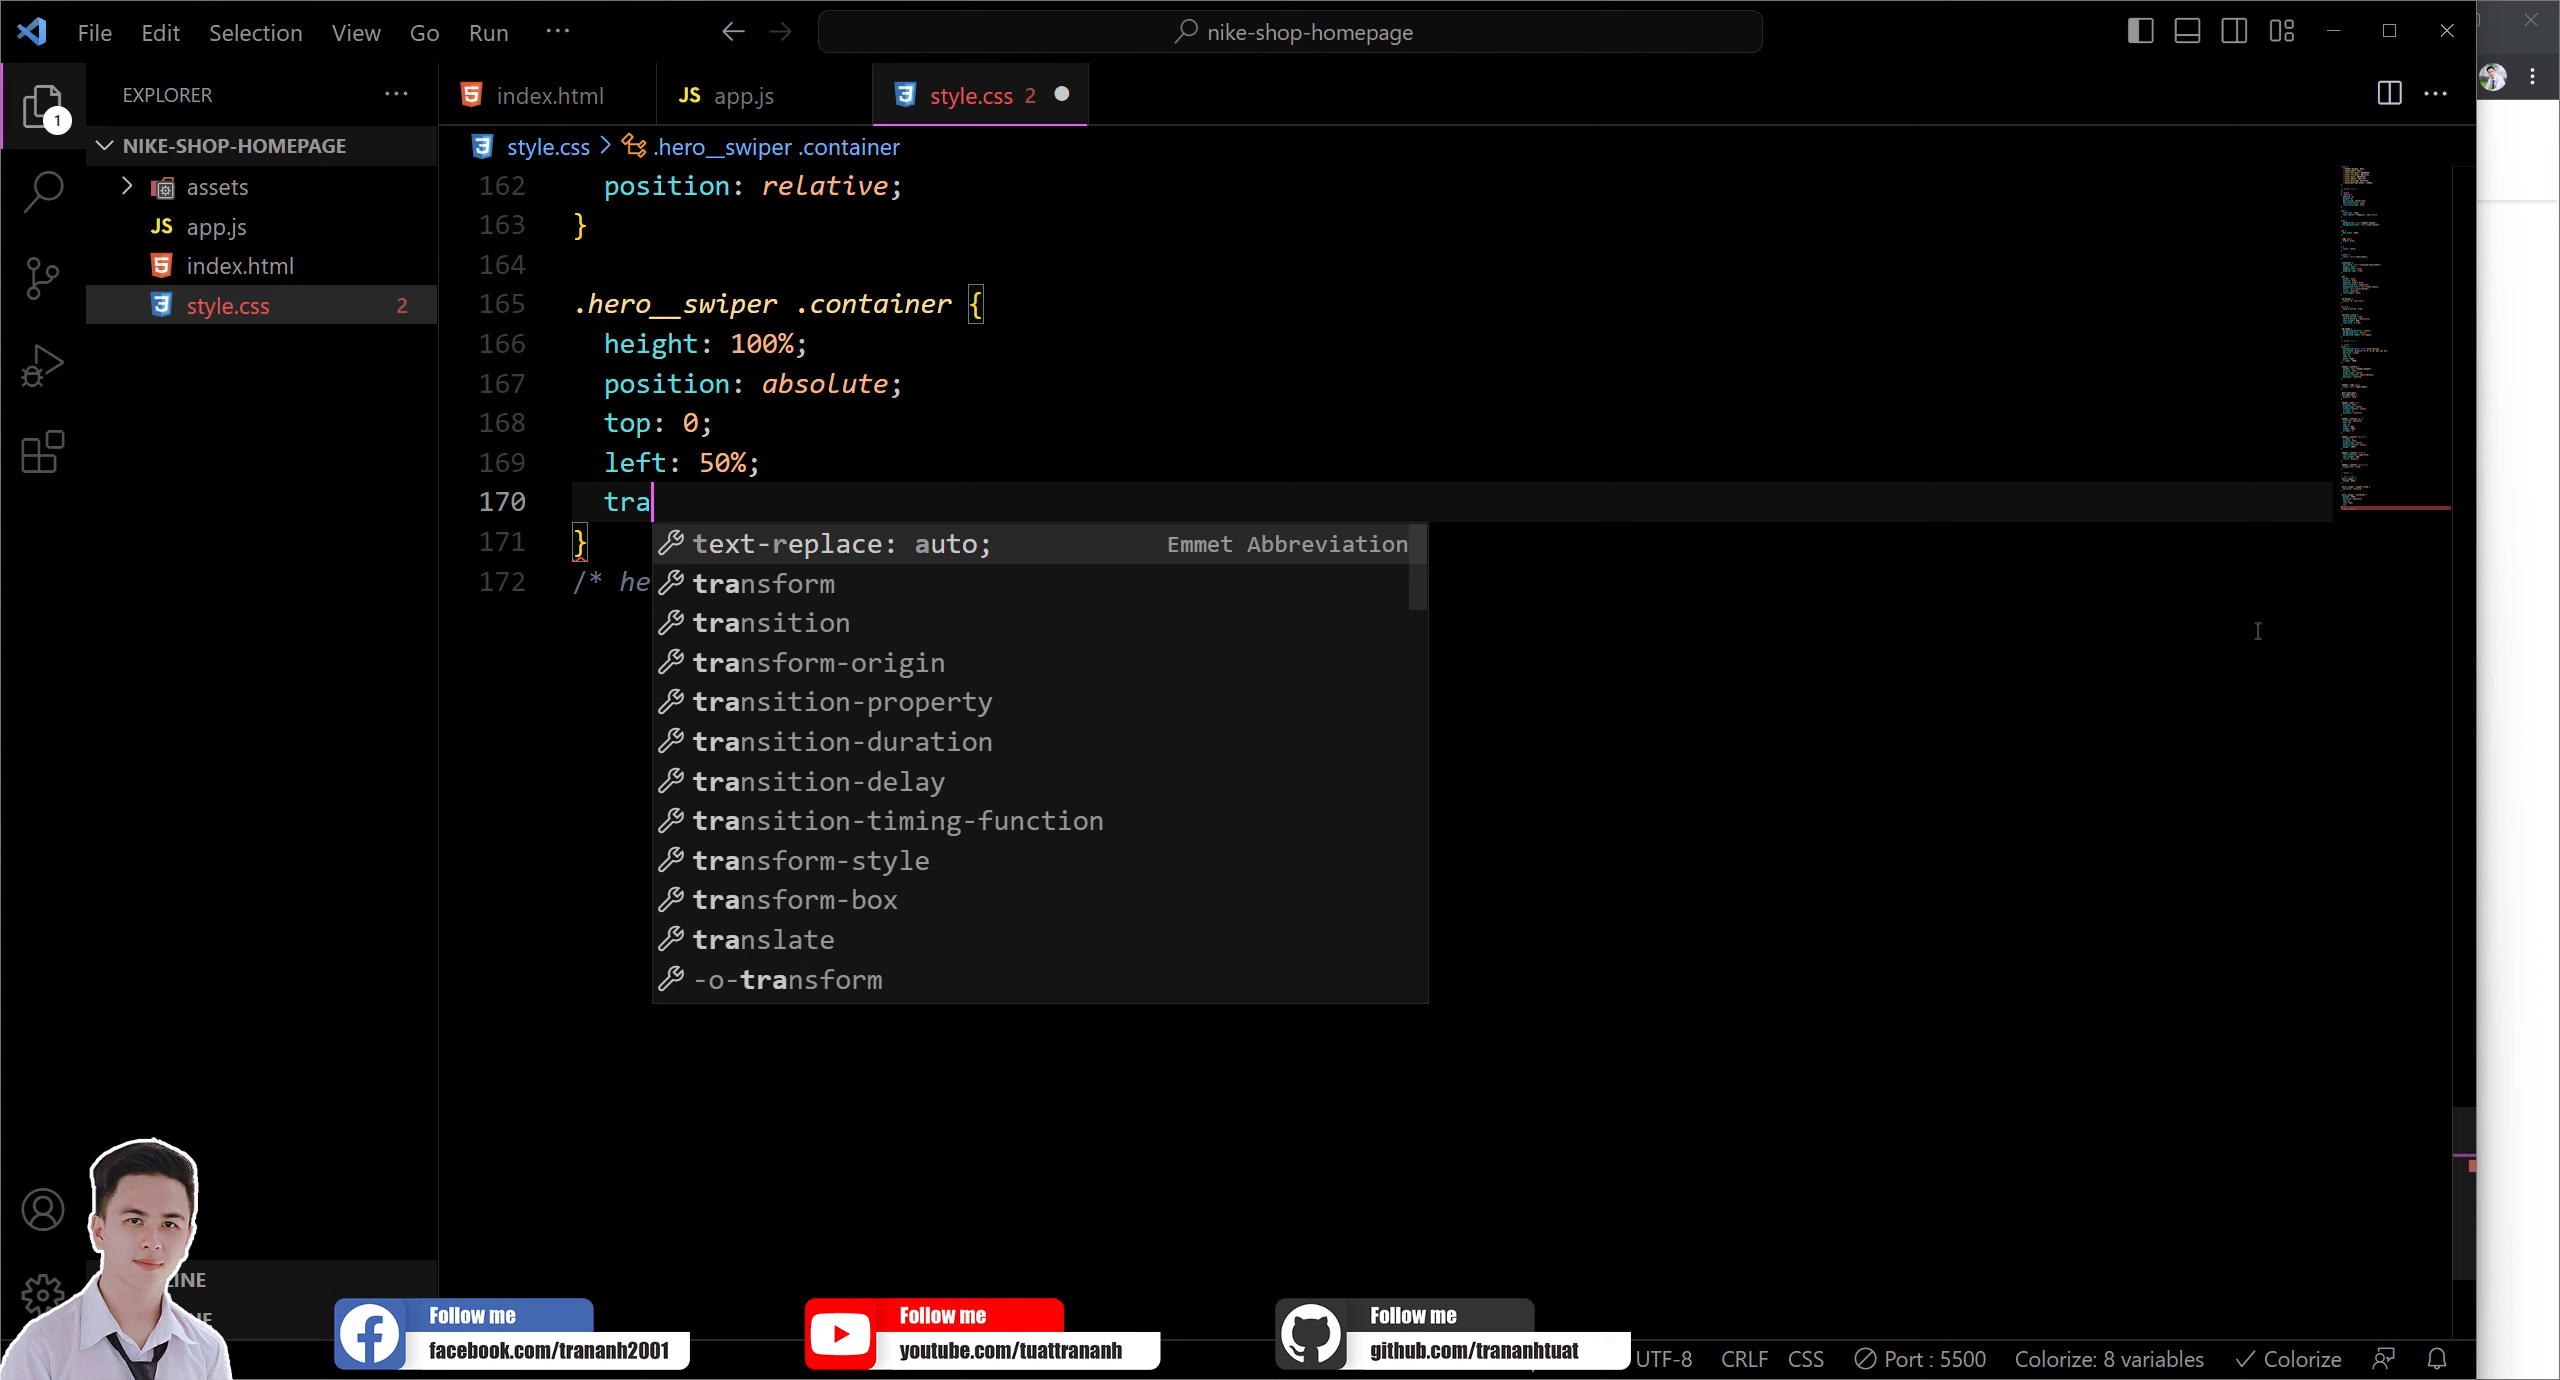 File Edit Selection View Go Run ···
nike-shop-homepage
EXPLORER ···
index.html
JS app.js
style.css 2
1
NIKE-SHOP-HOMEPAGE
style.css > .hero__swiper .container
assets
JS app.js
index.html
style.css 2
162 position: relative;
163 }
164
165 .hero__swiper .container {
166 height: 100%;
167 position: absolute;
168 top: 0;
169 left: 50%;
170 tra
171 }
172 /* he
text-replace: auto; Emmet Abbreviation
transform
transition
transform-origin
transition-property
transition-duration
transition-delay
transition-timing-function
transform-style
transform-box
translate
-o-transform
LINE
NE
Follow me
facebook.com/trananh2001
Follow me
youtube.com/tuattrananh
Follow me
github.com/trananhtuat
UTF-8 CRLF CSS Port : 5500 Colorize: 8 variables Colorize